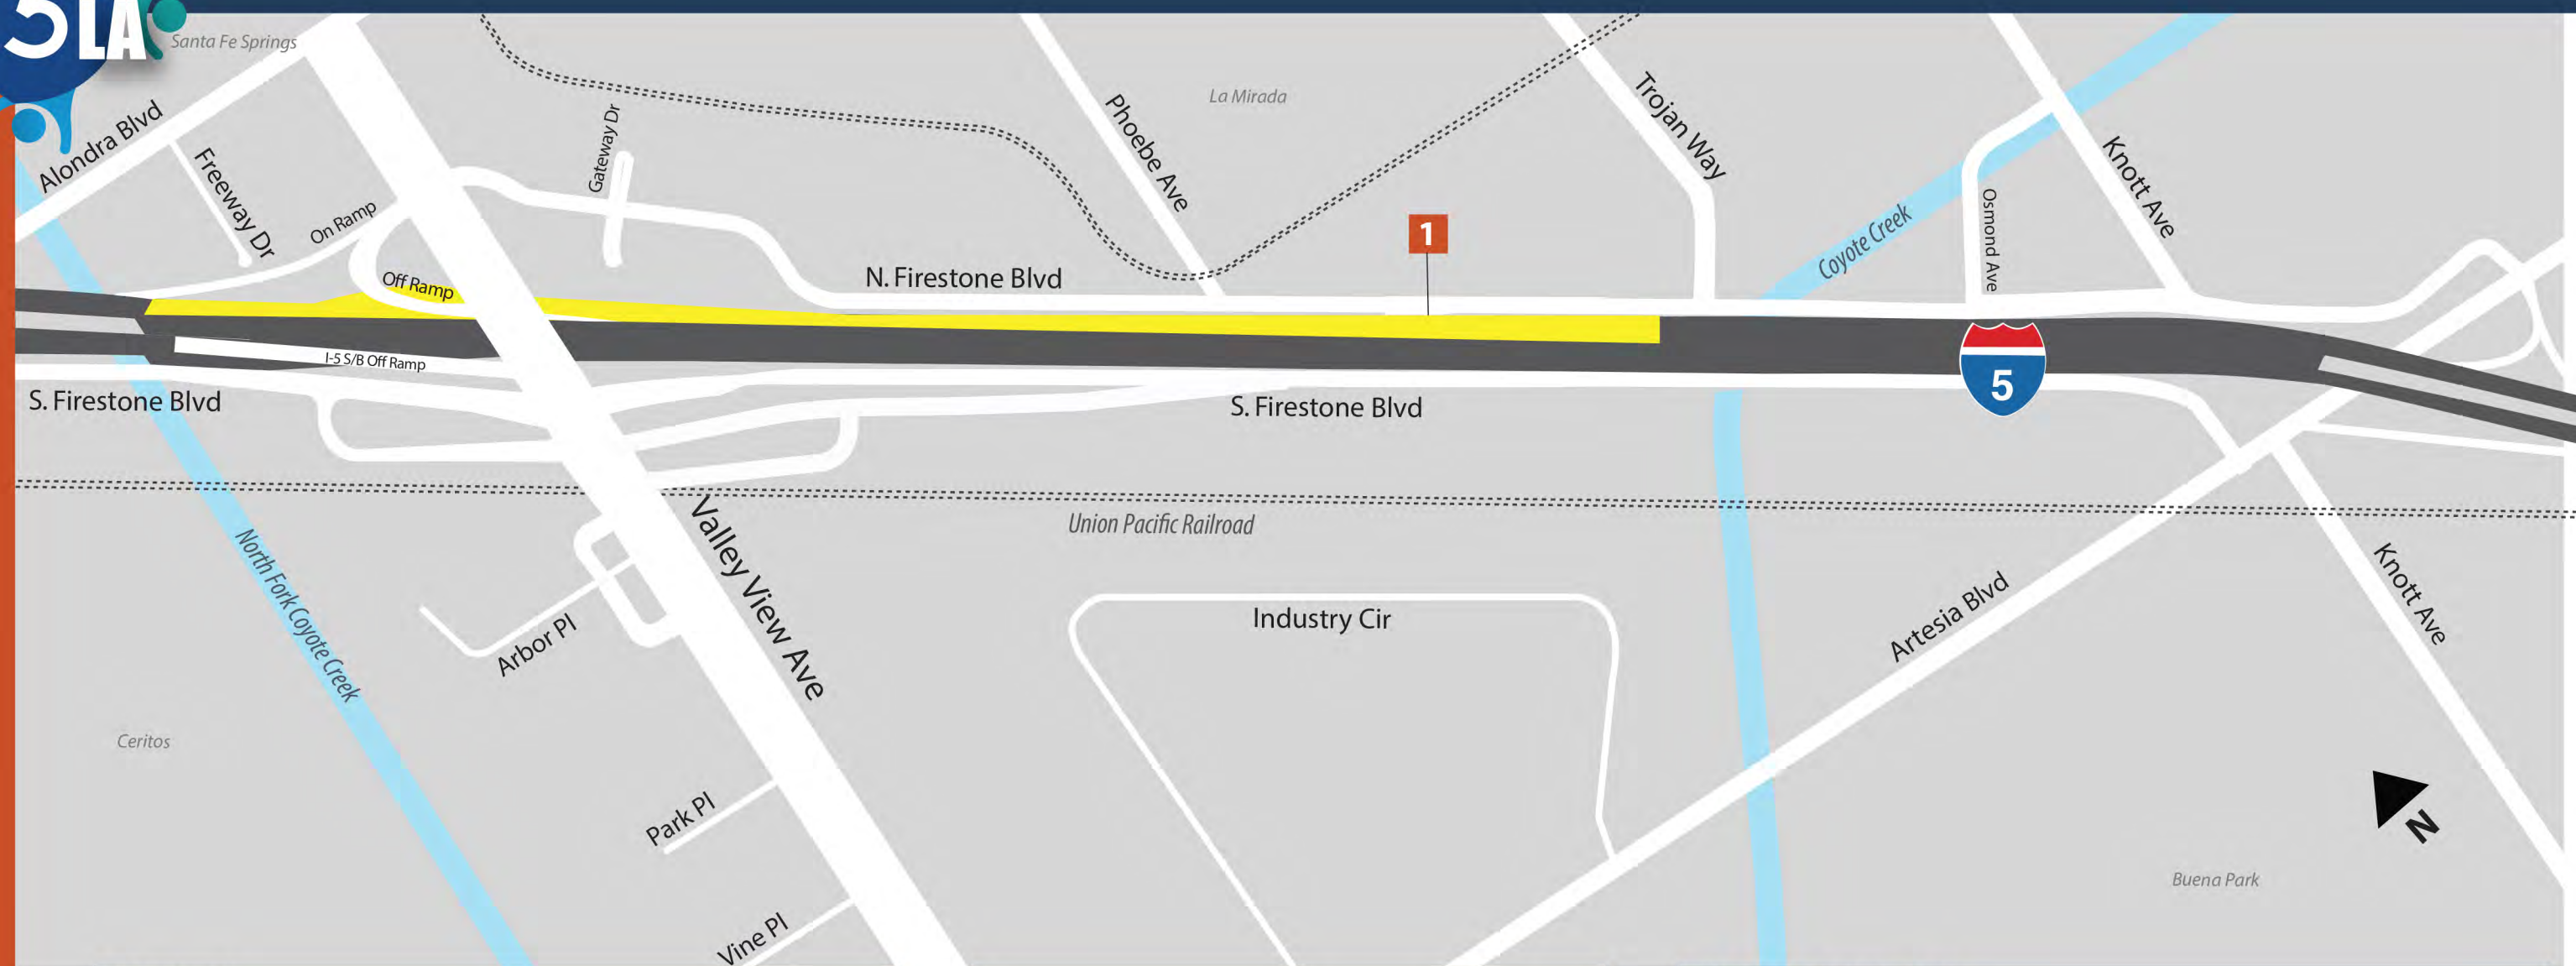 5LA
Santa Fe Springs
Alondra Blvd
Freeway Dr
On Ramp
Off Ramp
Gateway Dr
N. Firestone Blvd
Phoebe Ave
La Mirada
1
Trojan Way
Coyote Creek
Osmond Ave
Knott Ave
I-5 S/B Off Ramp
5
S. Firestone Blvd
S. Firestone Blvd
Union Pacific Railroad
Valley View Ave
North Fork Coyote Creek
Arbor Pl
Industry Cir
Artesia Blvd
Knott Ave
Ceritos
Park Pl
Vine Pl
N
Buena Park